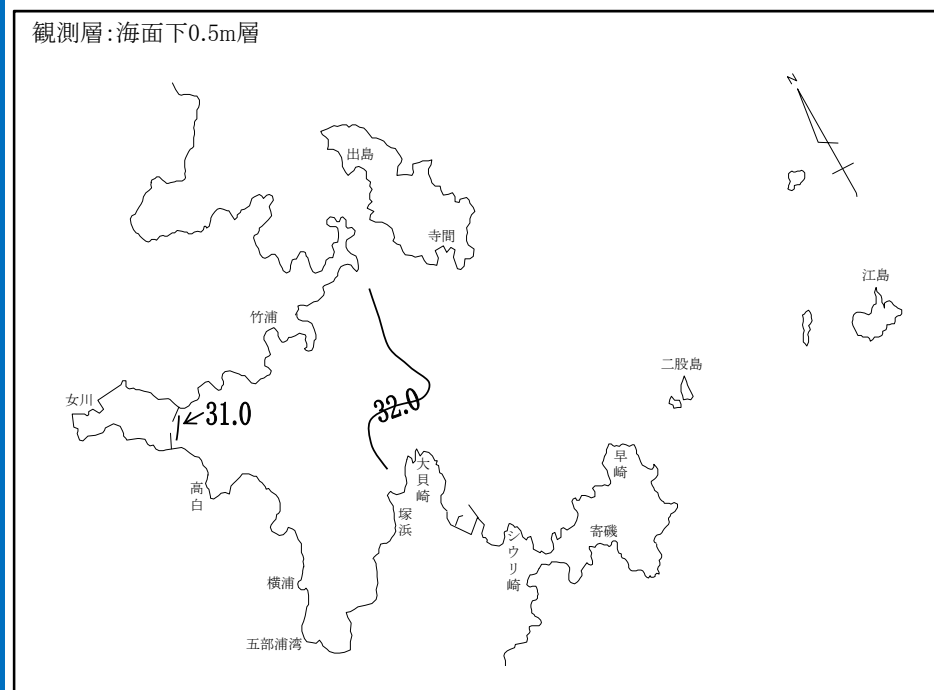 観測層:海面下0.5m層
N
出島
寺間
江島
竹浦
二股島
女川
31.0
32.0
高白
大貝崎
早崎
塚浜
寄磯
シウリ崎
横浦
五部浦湾